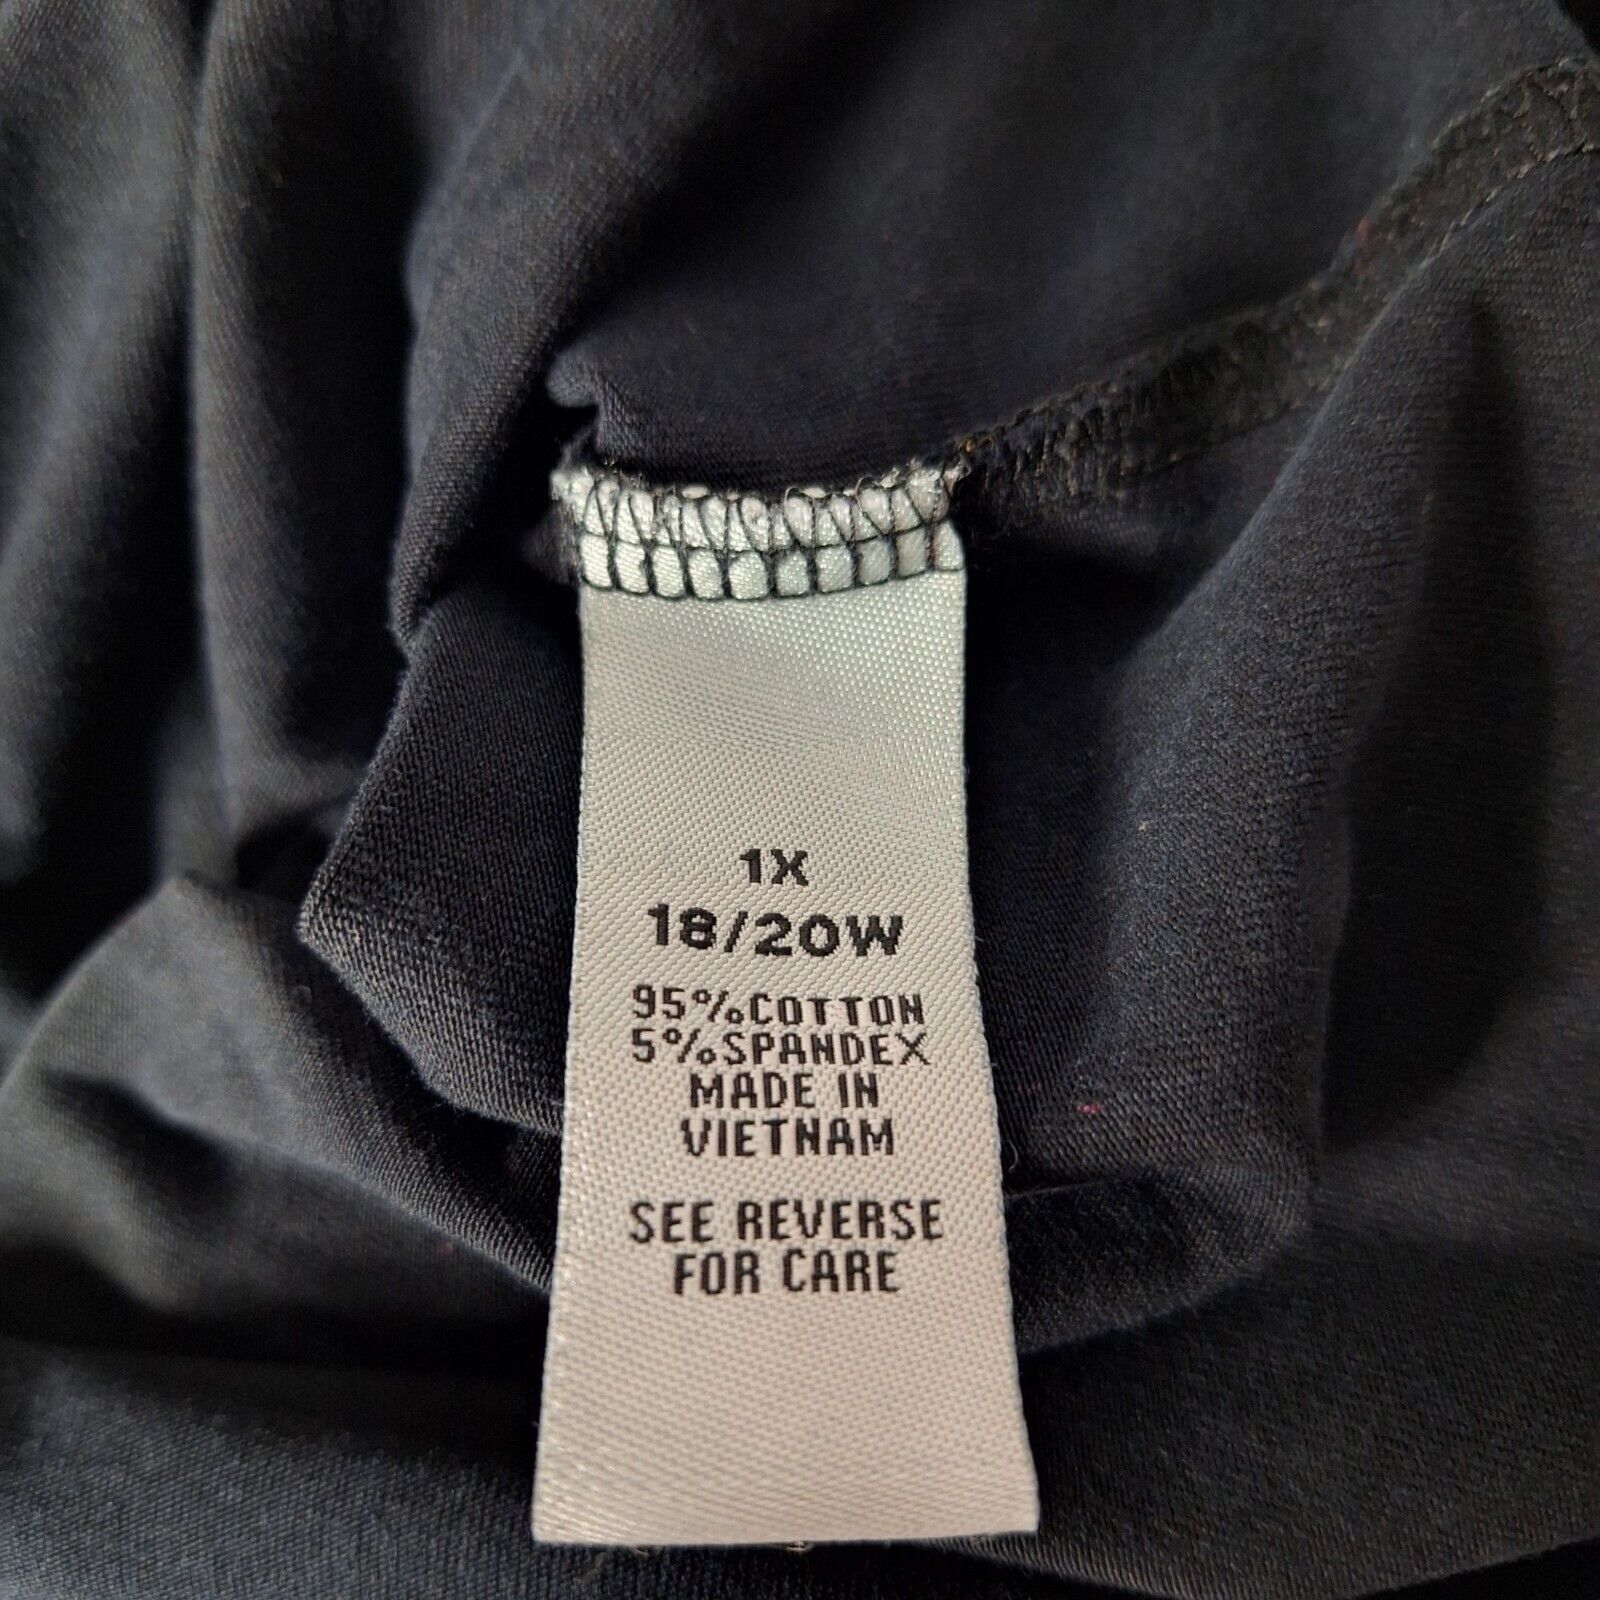 1X
18/20W
95%COTTON
5%SPANDEX
MADE IN
VIETNAM
SEE REVERSE
FOR CARE